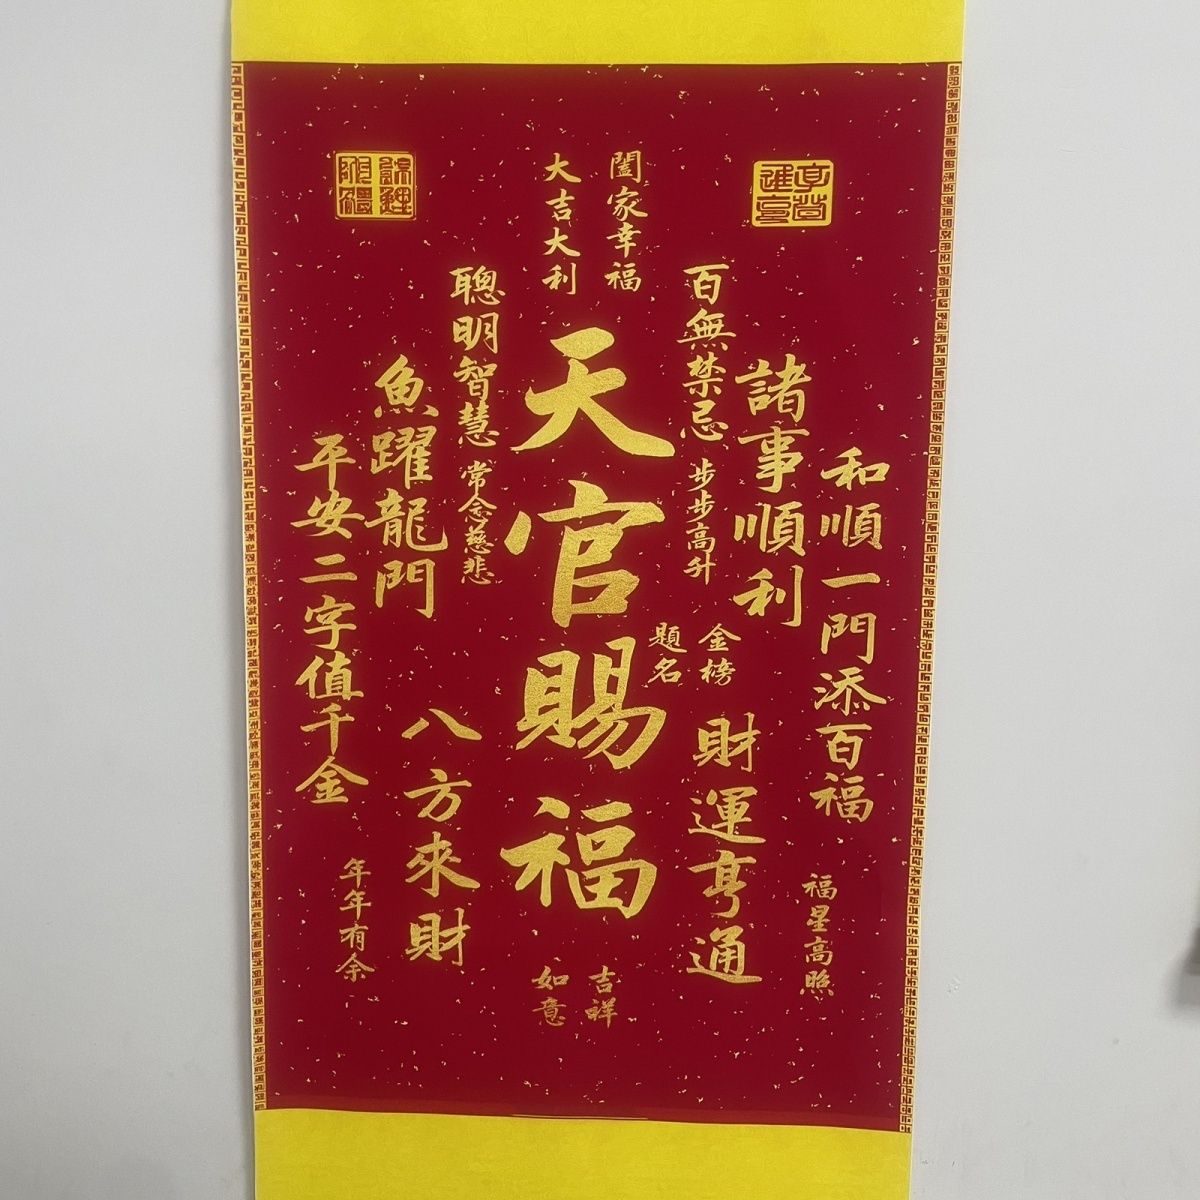 和順一門添百福
福星高照
諸事順利
財運亨通
百無禁忌
步步高升
金榜
題名
闔家幸福
大吉大利
天官賜福
吉祥
如意
聰明智慧
常念慈悲
魚躍龍門
八方來財
平安二字值千金
年年有余